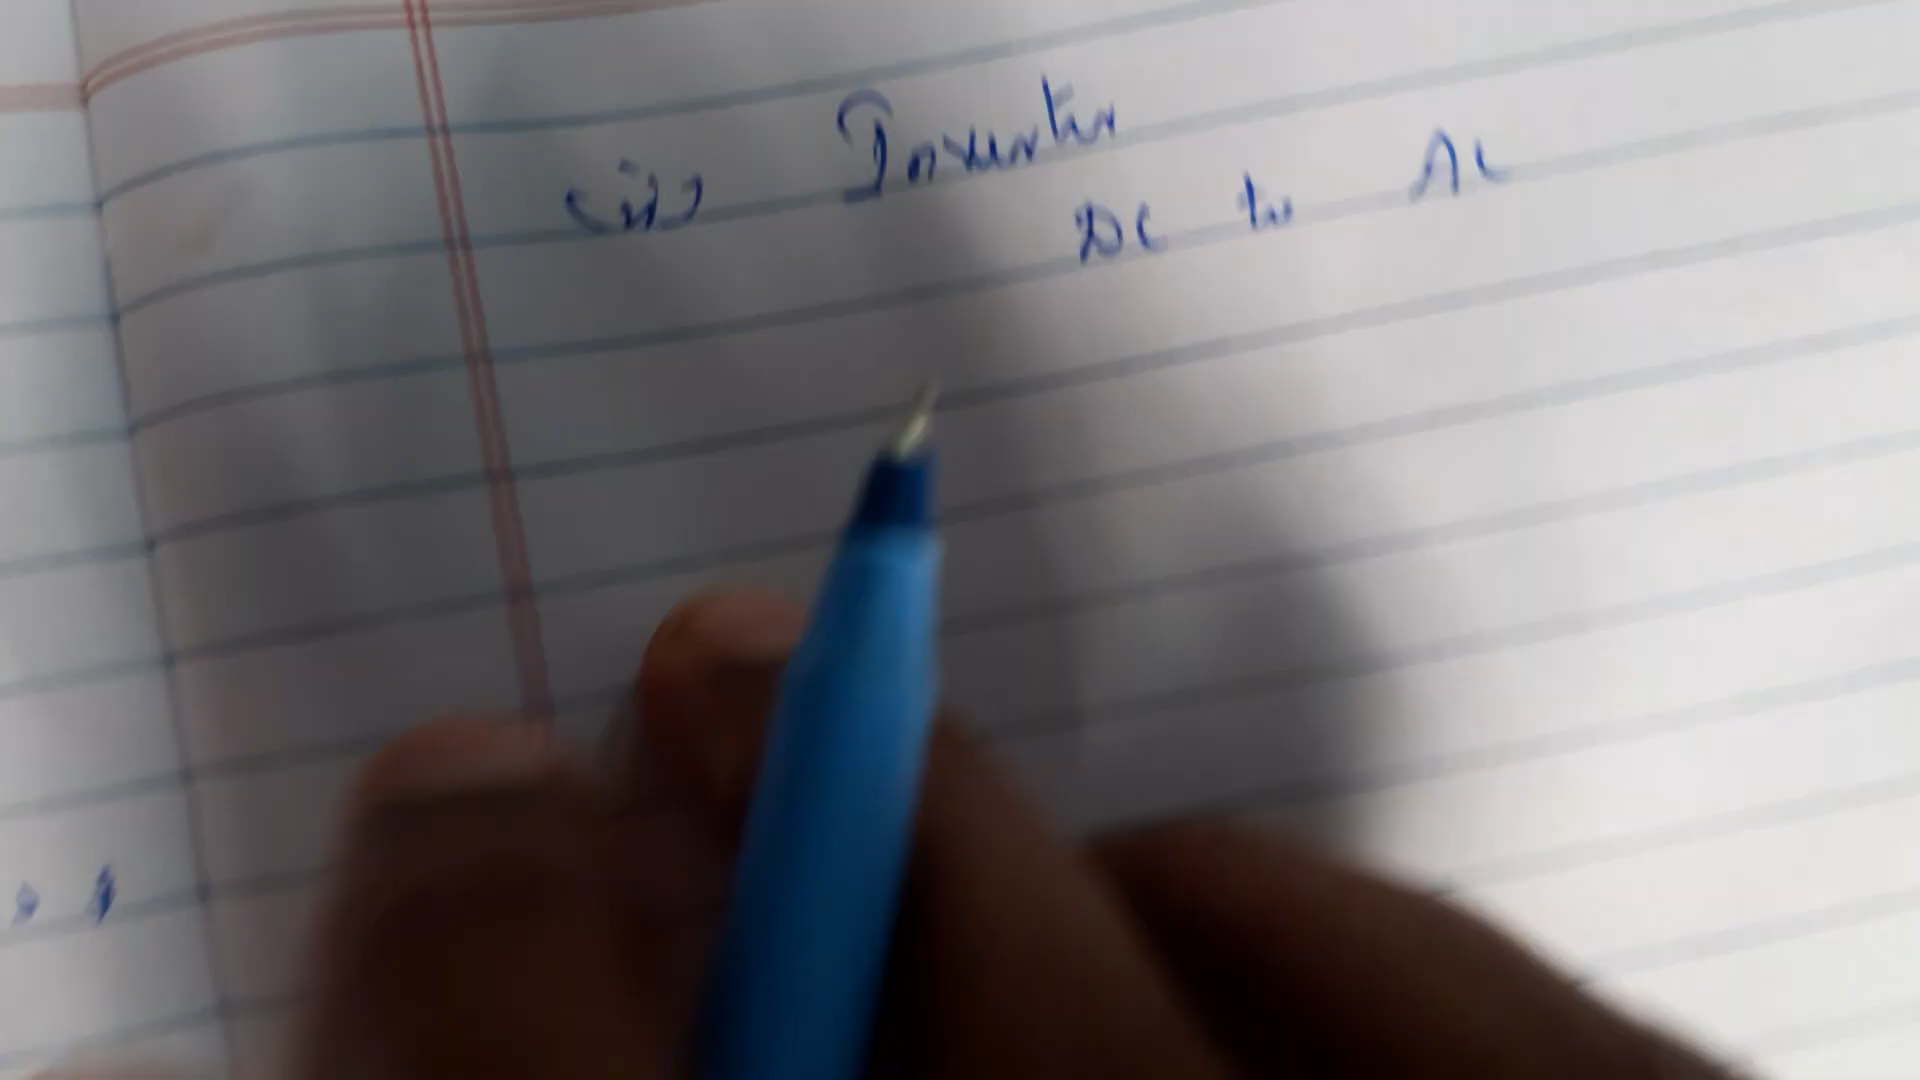 (ii) Inverter
DC to AC